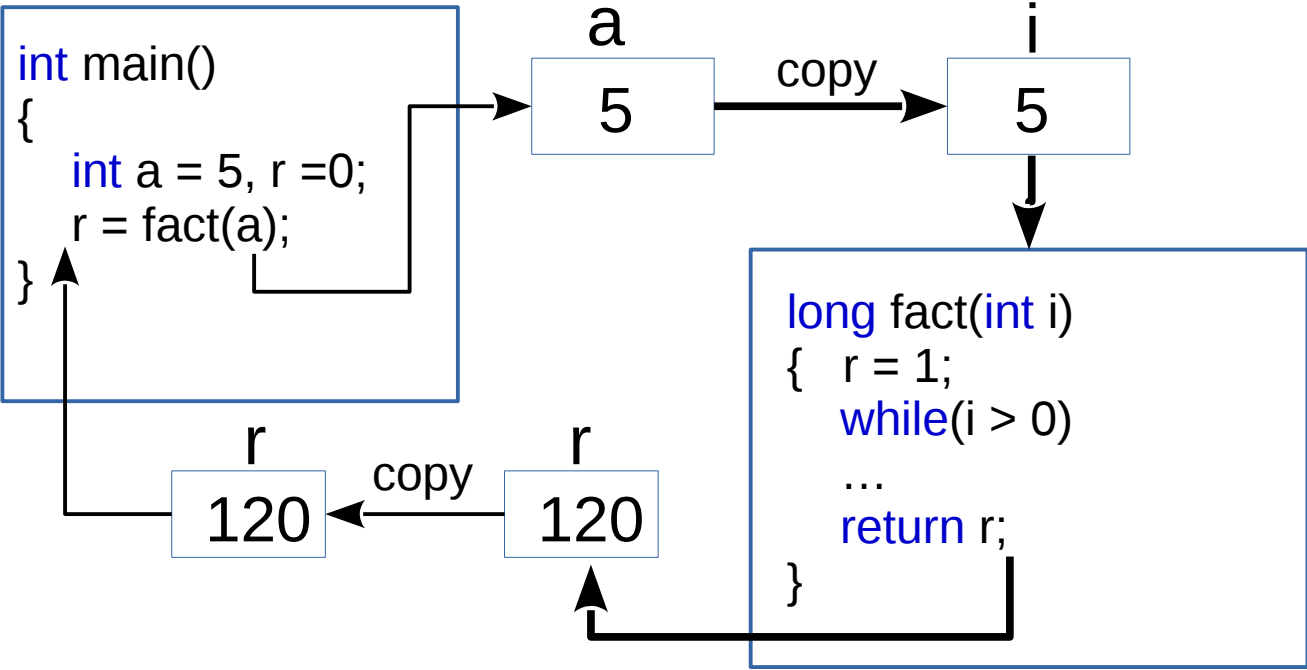 int main()
{
int a = 5, r =0;
r = fact(a);
}
a
5
copy
i
5
long fact(int i)
{ r = 1;
while(i > 0)
...
return r;
}
r
120
copy
r
120